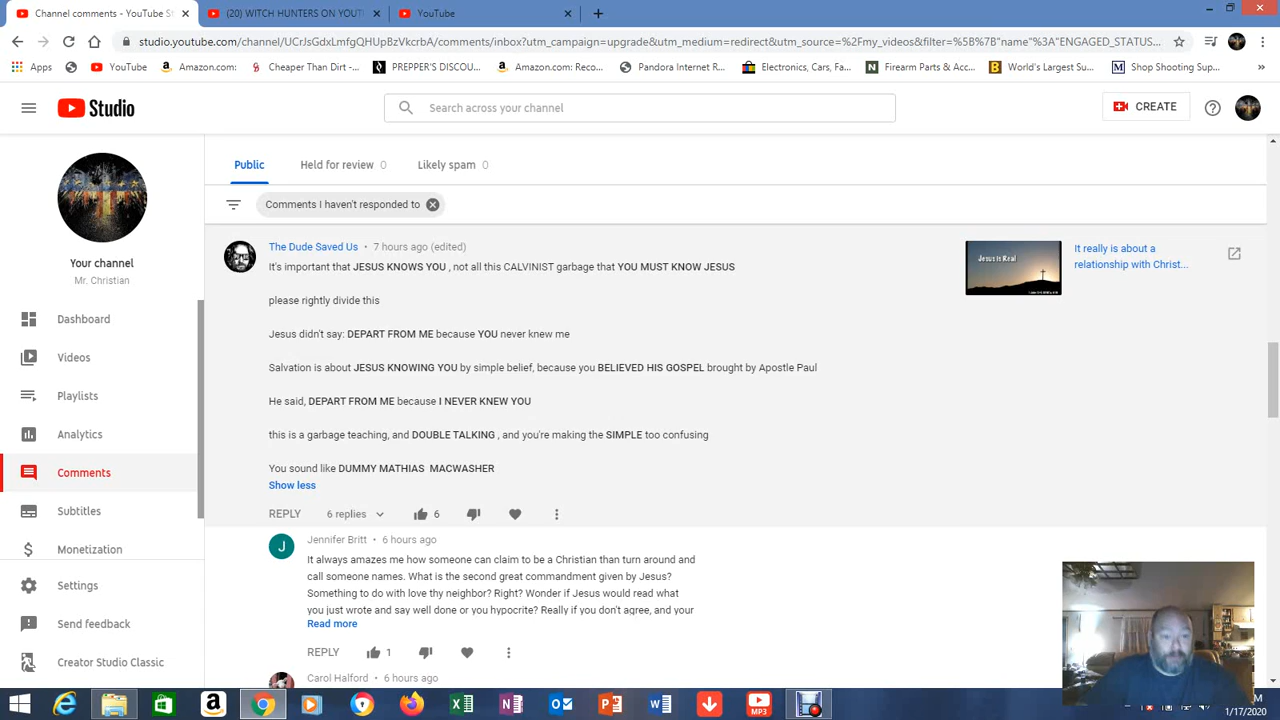 Channel comments - YouTube St
(20) WITCH HUNTERS ON YOUT
YouTube
studio.youtube.com/channel/UCrJsGdxLmfgQHUpBzVkcrbA/comments/inbox?utm_campaign=upgrade&utm_medium=redirect&utm_source=%2Fmy_videos&filter=%5B%7B"name"%3A"ENGAGED_STATUS...
Apps
YouTube
Amazon.com:
Cheaper Than Dirt -...
PREPPER'S DISCOU...
Amazon.com: Reco...
Pandora Internet R...
Electronics, Cars, Fa...
Firearm Parts & Acc...
World's Largest Su...
Shop Shooting Sup...
»
Studio
Search across your channel
CREATE
Public
Held for review 0
Likely spam 0
Comments I haven't responded to
Your channel
Mr. Christian
Dashboard
Videos
Playlists
Analytics
Comments
Subtitles
Monetization
Settings
Send feedback
Creator Studio Classic
The Dude Saved Us • 7 hours ago (edited)
It's important that JESUS KNOWS YOU , not all this CALVINIST garbage that YOU MUST KNOW JESUS
please rightly divide this
Jesus didn't say: DEPART FROM ME because YOU never knew me
Salvation is about JESUS KNOWING YOU by simple belief, because you BELIEVED HIS GOSPEL brought by Apostle Paul
He said, DEPART FROM ME because I NEVER KNEW YOU
this is a garbage teaching, and DOUBLE TALKING , and you're making the SIMPLE too confusing
You sound like DUMMY MATHIAS MACWASHER
Show less
REPLY 6 replies 6
Jesus is Real
It really is about a
relationship with Christ...
J
Jennifer Britt • 6 hours ago
It always amazes me how someone can claim to be a Christian than turn around and
call someone names. What is the second great commandment given by Jesus?
Something to do with love thy neighbor? Right? Wonder if Jesus would read what
you just wrote and say well done or you hypocrite? Really if you don't agree, and your
Read more
REPLY 1
Carol Halford • 6 hours ago
MP3
M
1/17/2020